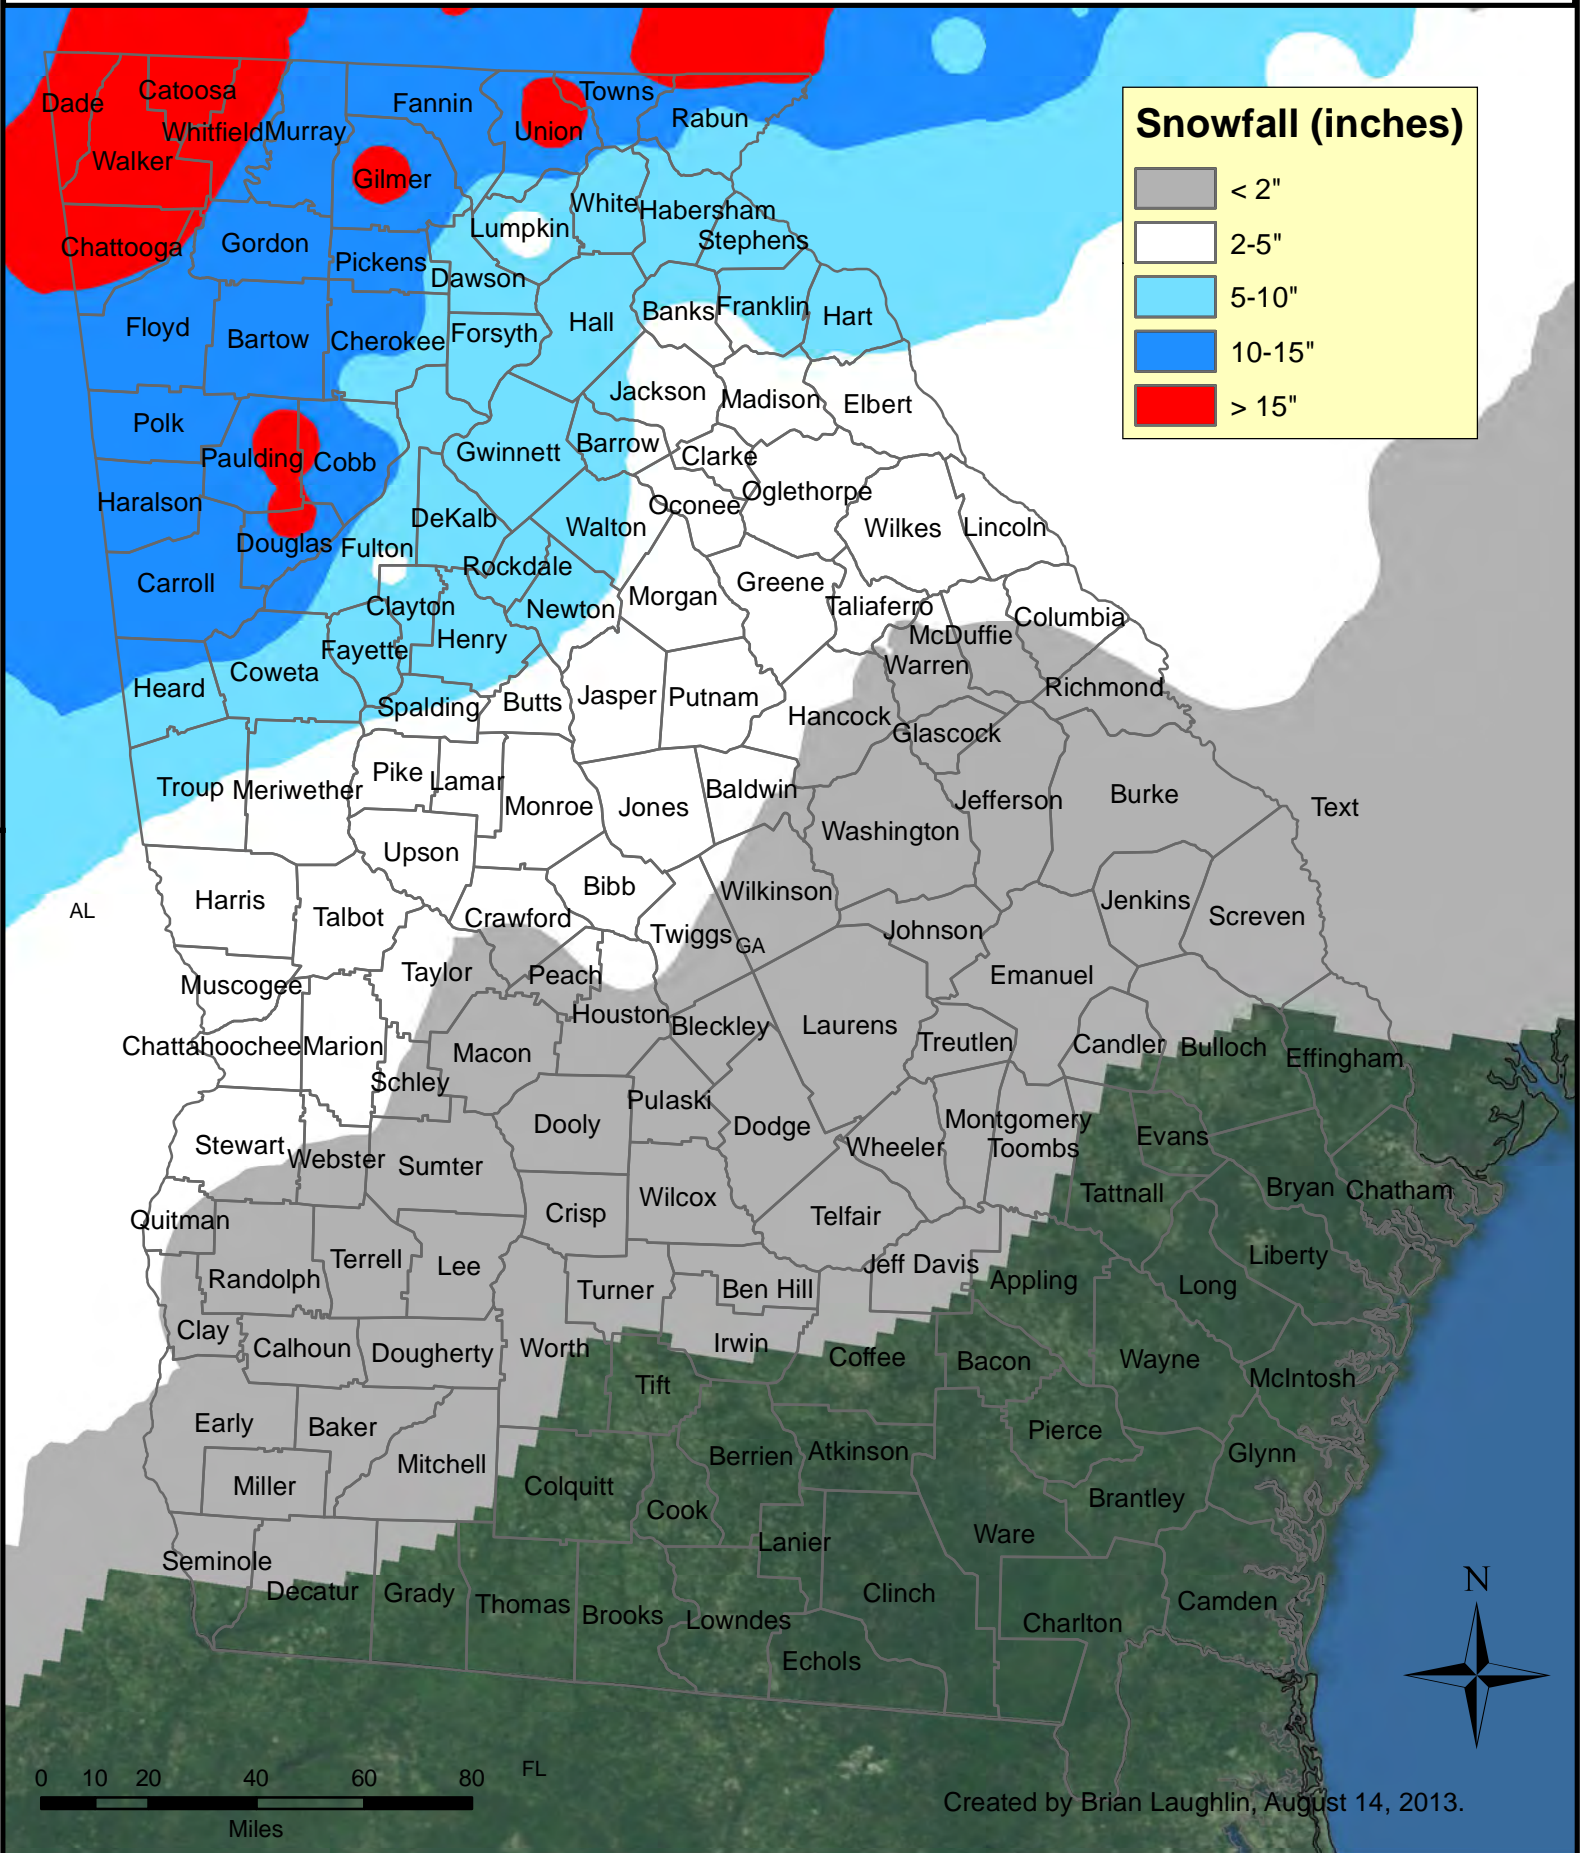 Snowfall (inches)
< 2"
2-5"
5-10"
10-15"
> 15"
Dade
Catoosa
Whitfield
Murray
Fannin
Towns
Union
Rabun
Walker
Gilmer
Chattooga
Gordon
Pickens
Lumpkin
White
Habersham
Stephens
Dawson
Floyd
Bartow
Cherokee
Forsyth
Hall
Banks
Franklin
Hart
Polk
Jackson
Madison
Elbert
Paulding
Cobb
Gwinnett
Barrow
Clarke
Haralson
Oconee
Oglethorpe
Douglas
Fulton
DeKalb
Walton
Wilkes
Lincoln
Carroll
Rockdale
Clayton
Newton
Morgan
Greene
Taliaferro
Columbia
Henry
Fayette
McDuffie
Warren
Heard
Coweta
Spalding
Butts
Jasper
Putnam
Richmond
Hancock
Glascock
Troup
Meriwether
Pike
Lamar
Monroe
Jones
Baldwin
Washington
Jefferson
Burke
Text
Upson
Harris
Talbot
Crawford
Bibb
Wilkinson
Jenkins
Screven
AL
Twiggs
GA
Johnson
Muscogee
Taylor
Peach
Emanuel
Houston
Bleckley
Laurens
Treutlen
Candler
Bulloch
Effingham
Chattahoochee
Marion
Macon
Schley
Stewart
Webster
Sumter
Dooly
Pulaski
Dodge
Wheeler
Montgomery
Toombs
Evans
Tattnall
Bryan
Chatham
Quitman
Crisp
Wilcox
Telfair
Randolph
Terrell
Lee
Turner
Ben Hill
Jeff Davis
Appling
Long
Liberty
Clay
Calhoun
Dougherty
Worth
Irwin
Coffee
Bacon
Wayne
McIntosh
Tift
Early
Baker
Mitchell
Miller
Colquitt
Berrien
Atkinson
Pierce
Glynn
Cook
Lanier
Ware
Brantley
Seminole
Decatur
Grady
Thomas
Brooks
Lowndes
Clinch
Echols
Charlton
Camden
N
FL
0 10 20 40 60 80
Miles
Created by Brian Laughlin, August 14, 2013.